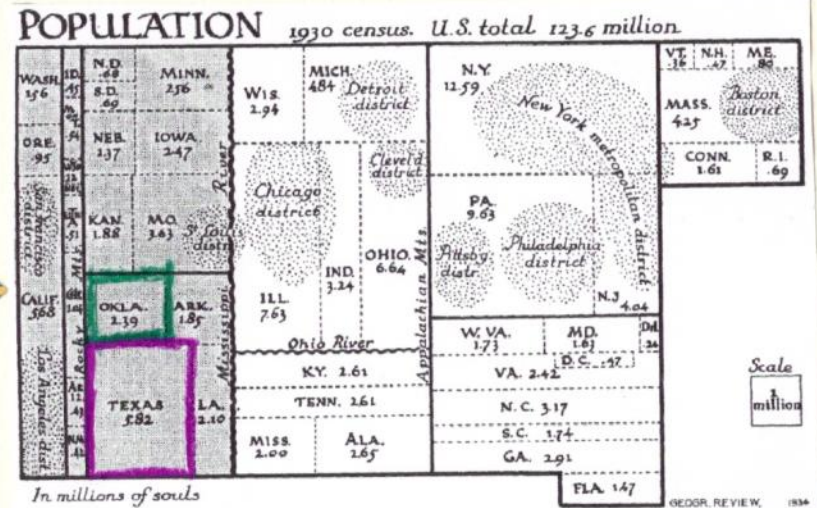 POPULATION 1930 census. U.S. total 123.6 million
WASH.
1.56
ORE.
.95
San Francisco
district
CALIF.
5.68
Los Angeles dist
ID.
.45
Rocky Mts.
N.D.
.68
S.D.
.69
MINN.
2.56
NEB.
1.37
IOWA.
2.47
KAN.
1.88
MO.
3.63
St Louis
distr.
OKLA.
2.39
ARK.
1.85
TEXAS
5.82
LA.
2.10
Mississippi
River
WIS.
2.94
MICH.
4.84
Detroit
district
Chicago
district
Clevel'd
district
ILL.
7.63
IND.
3.24
OHIO.
6.64
Ohio River
KY. 2.61
TENN. 2.61
MISS.
2.00
ALA.
2.65
Appalachian Mts.
N.Y.
12.59
New York metropolitan district
PA.
9.63
Pittsby
distr.
Philadelphia
district
N.J
4.04
W. VA.
1.73
MD.
1.63
Del.
.24
D.C. .47
VA. 2.42
N.C. 3.17
S.C. 1.74
GA. 2.91
FLA. 1.47
VT.
.36
N.H.
.47
ME.
.80
MASS.
4.25
Boston
district
CONN.
1.61
R.I.
.69
Scale
1
million
In millions of souls
GEOGR. REVIEW, 1934